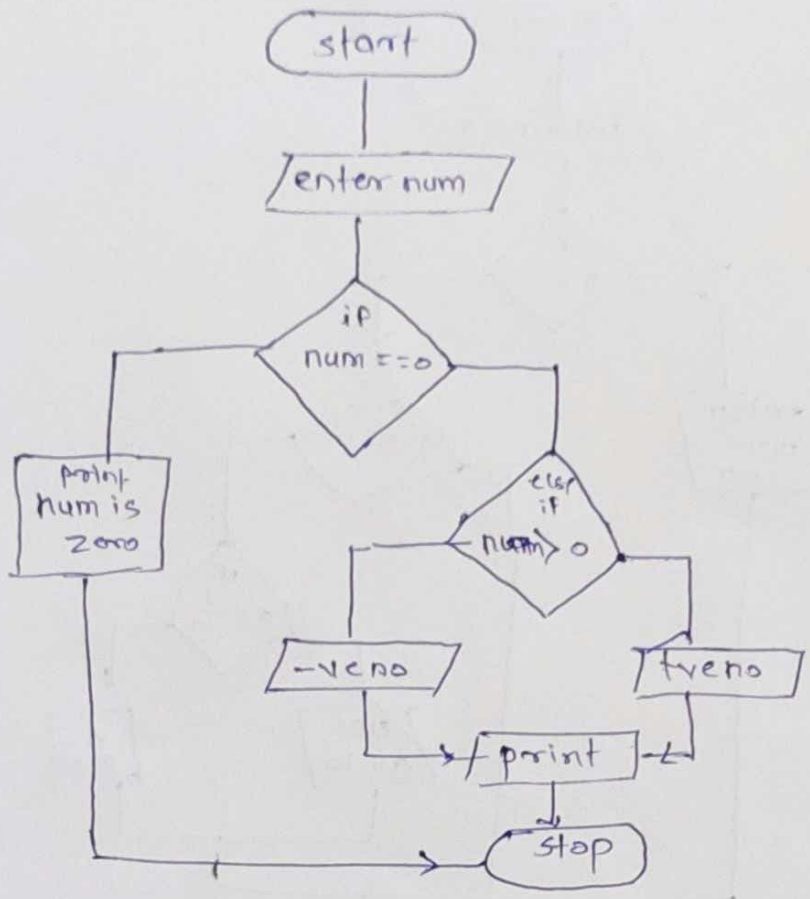 start
enter num
if
num == 0
print
num is
zero
else
if
num > 0
-ve no
+ve no
print
stop